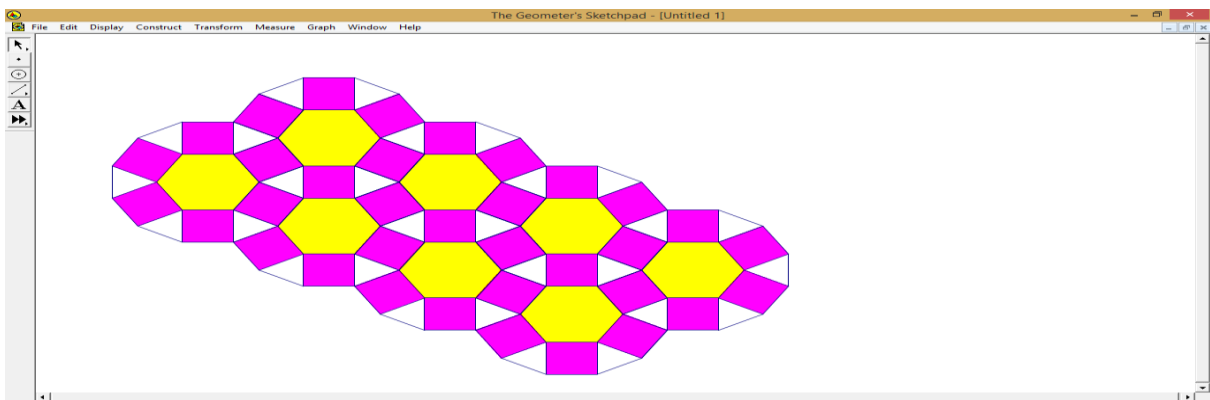 The Geometer's Sketchpad - [Untitled 1]
File Edit Display Construct Transform Measure Graph Window Help
A